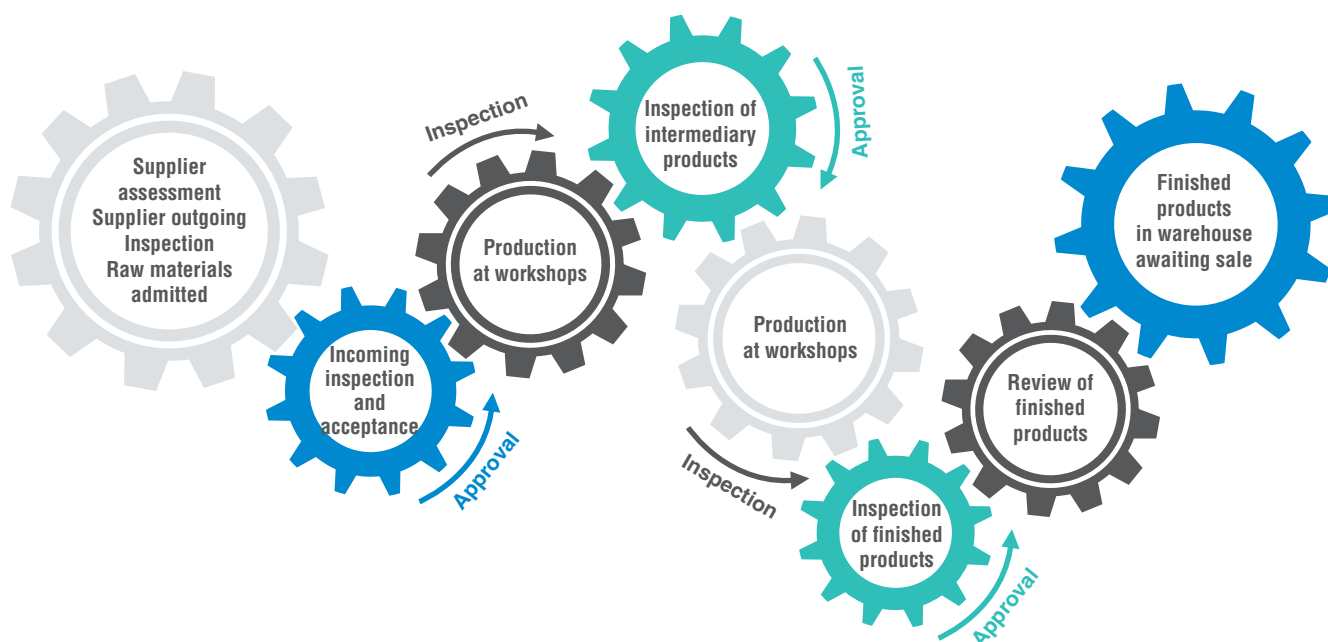 Supplier
assessment
Supplier outgoing
Inspection
Raw materials
admitted
Incoming
inspection
and
acceptance
Approval
Production
at workshops
Inspection
Inspection of
intermediary
products
Approval
Production
at workshops
Inspection
Inspection
of finished
products
Approval
Review of
finished
products
Finished
products
in warehouse
awaiting sale